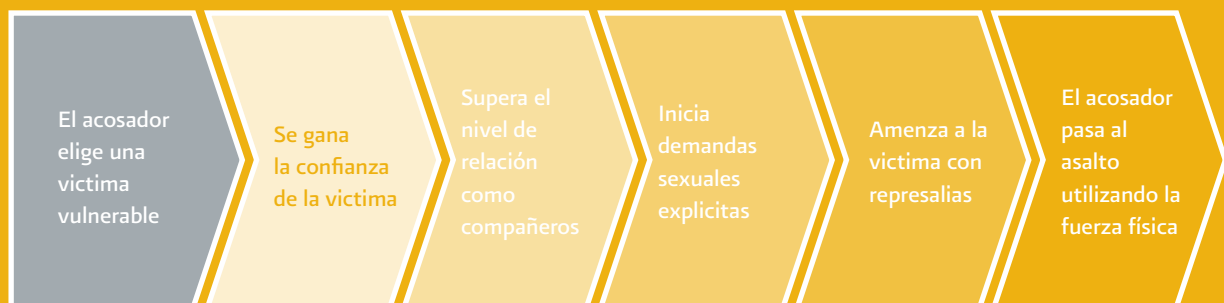 El acosador
elige una
victima
vulnerable
Se gana
la confianza
de la victima
Supera el
nivel de
relación
como
compañeros
Inicia
demandas
sexuales
explicitas
Amenza a la
victima con
represalias
El acosador
pasa al
asalto
utilizando la
fuerza física